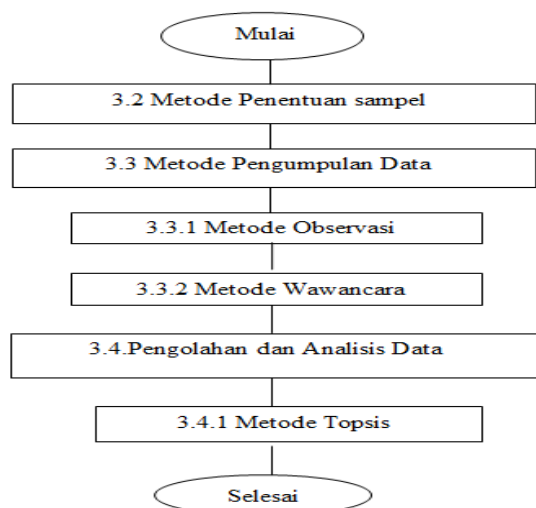 Mulai
3.2 Metode Penentuan sampel
3.3 Metode Pengumpulan Data
3.3.1 Metode Observasi
3.3.2 Metode Wawancara
3.4.Pengolahan dan Analisis Data
3.4.1 Metode Topsis
Selesai